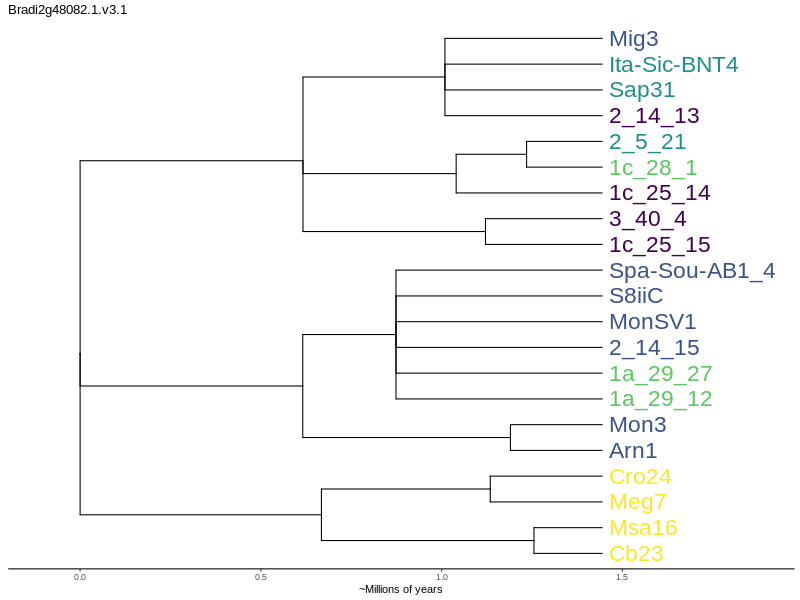 Bradi2g48082.1.v3.1
Mig3
Ita-Sic-BNT4
Sap31
2_14_13
2_5_21
1c_28_1
1c_25_14
3_40_4
1c_25_15
Spa-Sou-AB1_4
S8iiC
MonSV1
2_14_15
1a_29_27
1a_29_12
Mon3
Arn1
Cro24
Meg7
Msa16
Cb23
0.0 0.5 1.0 1.5
~Millions of years